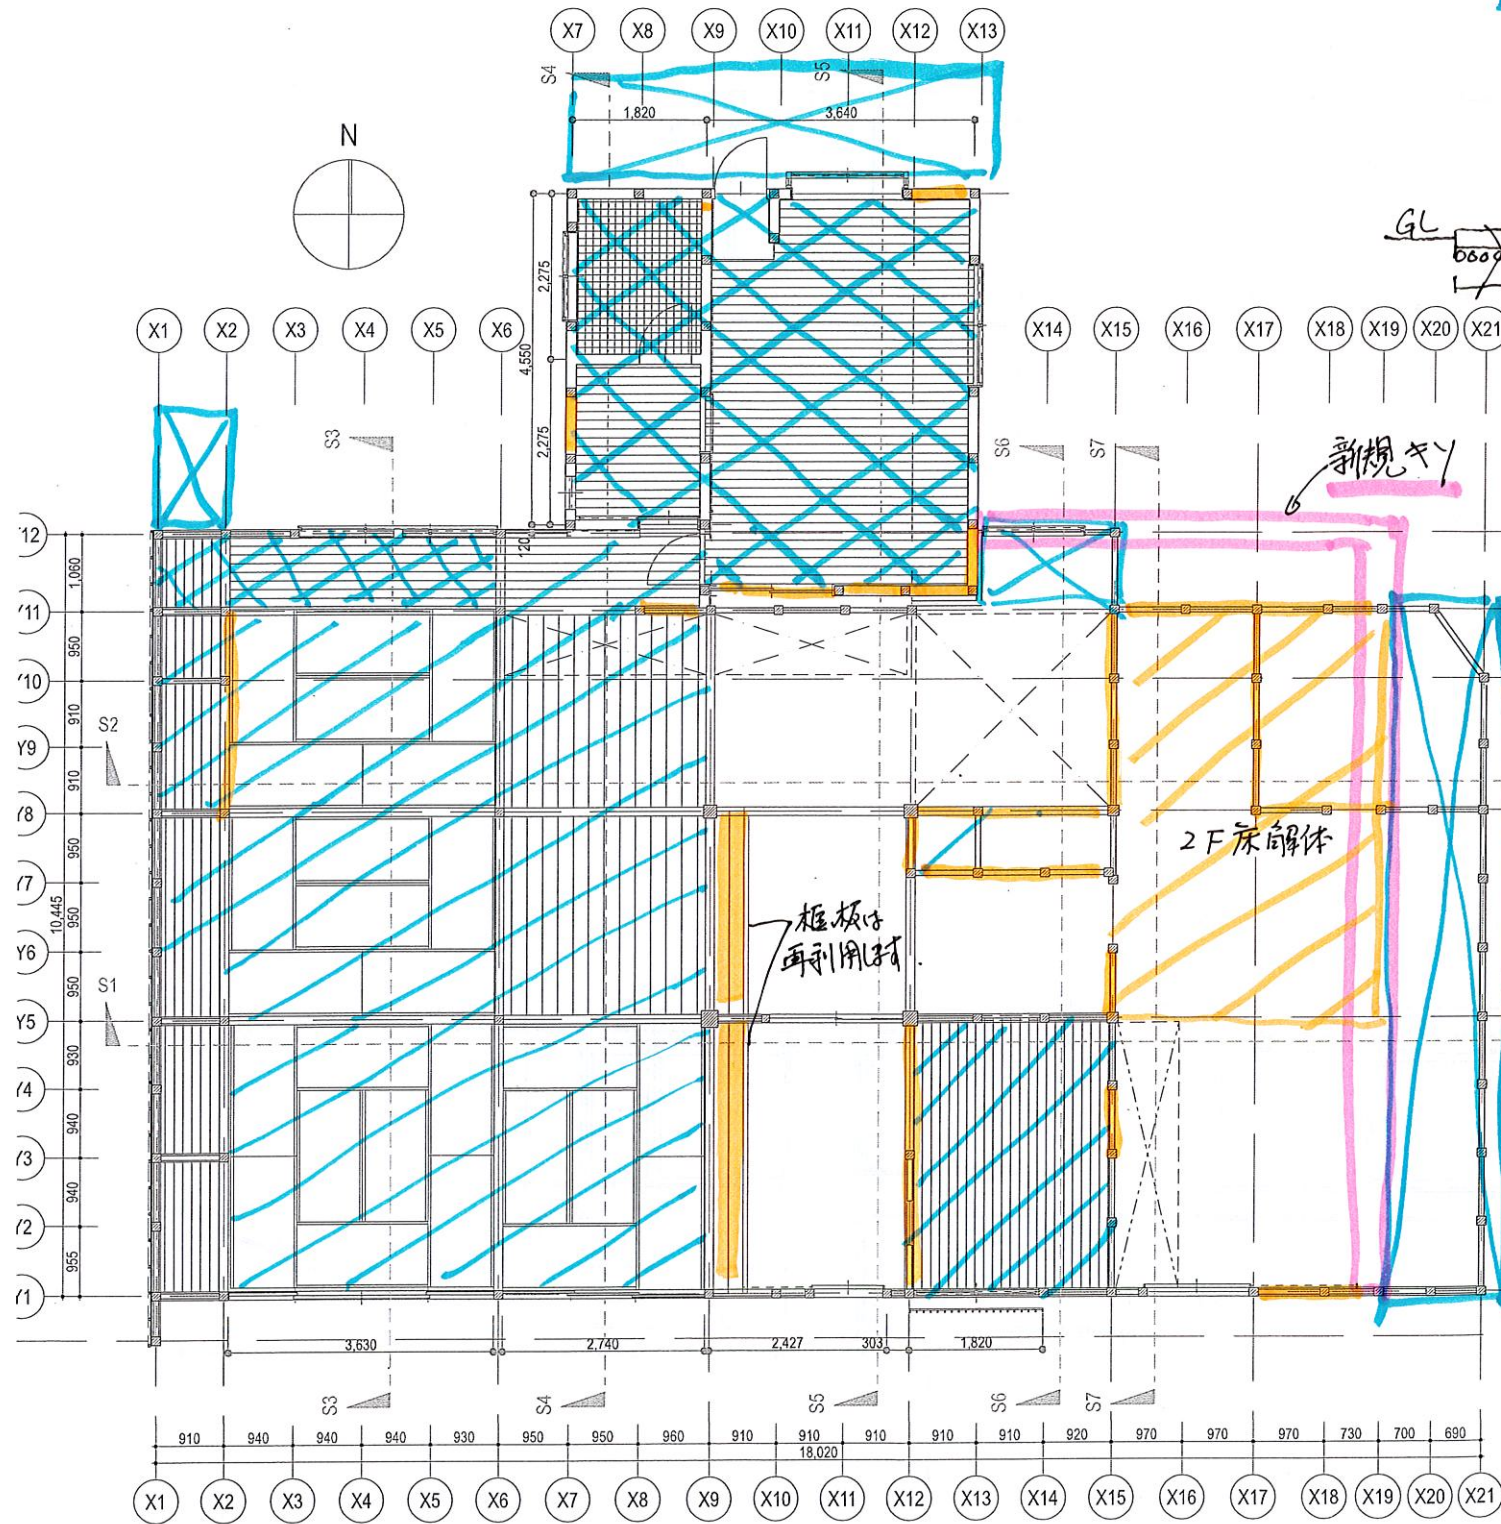 X7 X8 X9 X10 X11 X12 X13
S4 S5
1,820 3,640
N
GL
2,275
4,550
2,275
X1 X2 X3 X4 X5 X6 X14 X15 X16 X17 X18 X19 X20 X21
S3 S6 S7
新規キソ
120
Y12
1,060
Y11
950
Y10
910
S2
Y9
910
Y8
950
2F床解体
Y7
10,445
950
框板は
再利用します.
Y6
950
S1
Y5
930
Y4
940
Y3
940
Y2
955
Y1
3,630 2,740 2,427 303 1,820
S3 S4 S5 S6 S7
910 940 940 940 930 950 950 960 910 910 910 910 910 920 970 970 970 730 700 690
18,020
X1 X2 X3 X4 X5 X6 X7 X8 X9 X10 X11 X12 X13 X14 X15 X16 X17 X18 X19 X20 X21